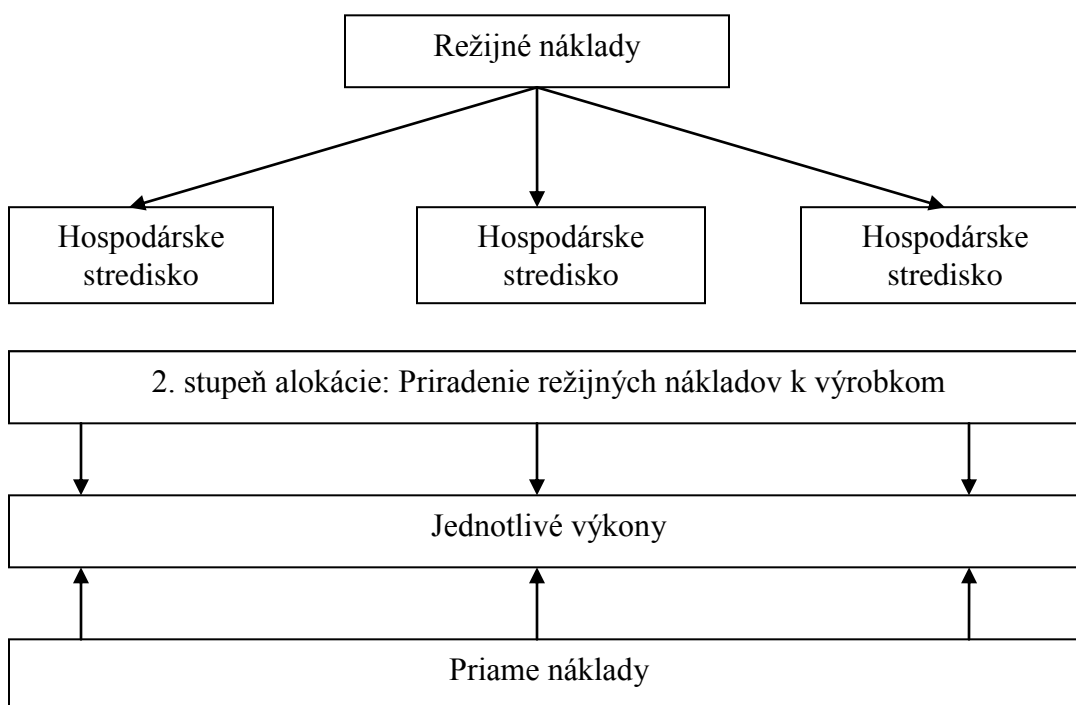 Režijné náklady
Hospodárske
stredisko
Hospodárske
stredisko
Hospodárske
stredisko
2. stupeň alokácie: Priradenie režijných nákladov k výrobkom
Jednotlivé výkony
Priame náklady